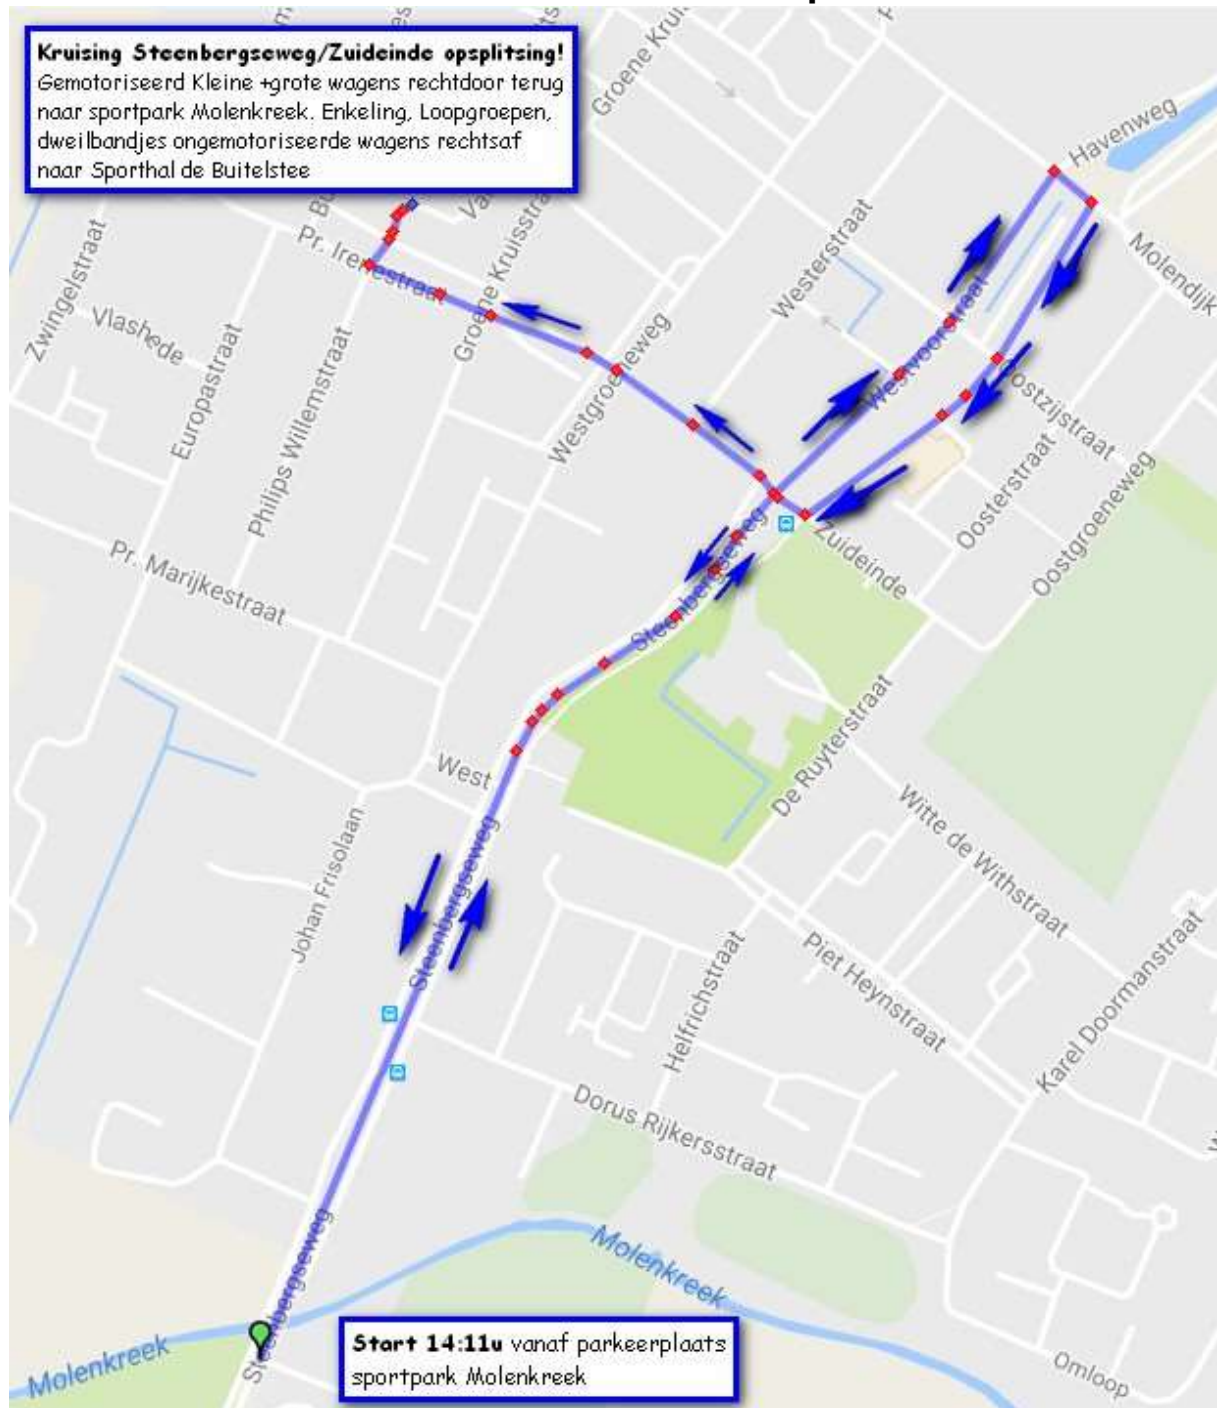 Kruising Steenbergseweg/Zuideinde opsplitsing!
Gemotoriseerd Kleine +grote wagens rechtdoor terug
naar sportpark Molenkreek. Enkeling, Loopgroepen,
dweilbandjes ongemotoriseerde wagens rechtsaf
naar Sporthal de Buitelstee
Groene Kruis
Havenweg
Molendijk
Westerstraat
Groene Kruisstra
Pr. Irenestraat
Zwingelstraat
Vlashede
Europastraat
Philips Willemstraat
Westgroeneweg
Westvoorstraat
Oostzijstraat
Oosterstraat
Oostgroeneweg
Zuideinde
Steenbergseweg
Pr. Marijkestraat
De Ruyterstraat
West
Witte de Withstraat
Johan Frisolaan
Steenbergseweg
Helfrichstraat
Piet Heynstraat
Karel Doormanstraat
Dorus Rijkersstraat
Steenbergseweg
Molenkreek
Molenkreek
Omloop
Start 14:11u vanaf parkeerplaats
sportpark Molenkreek